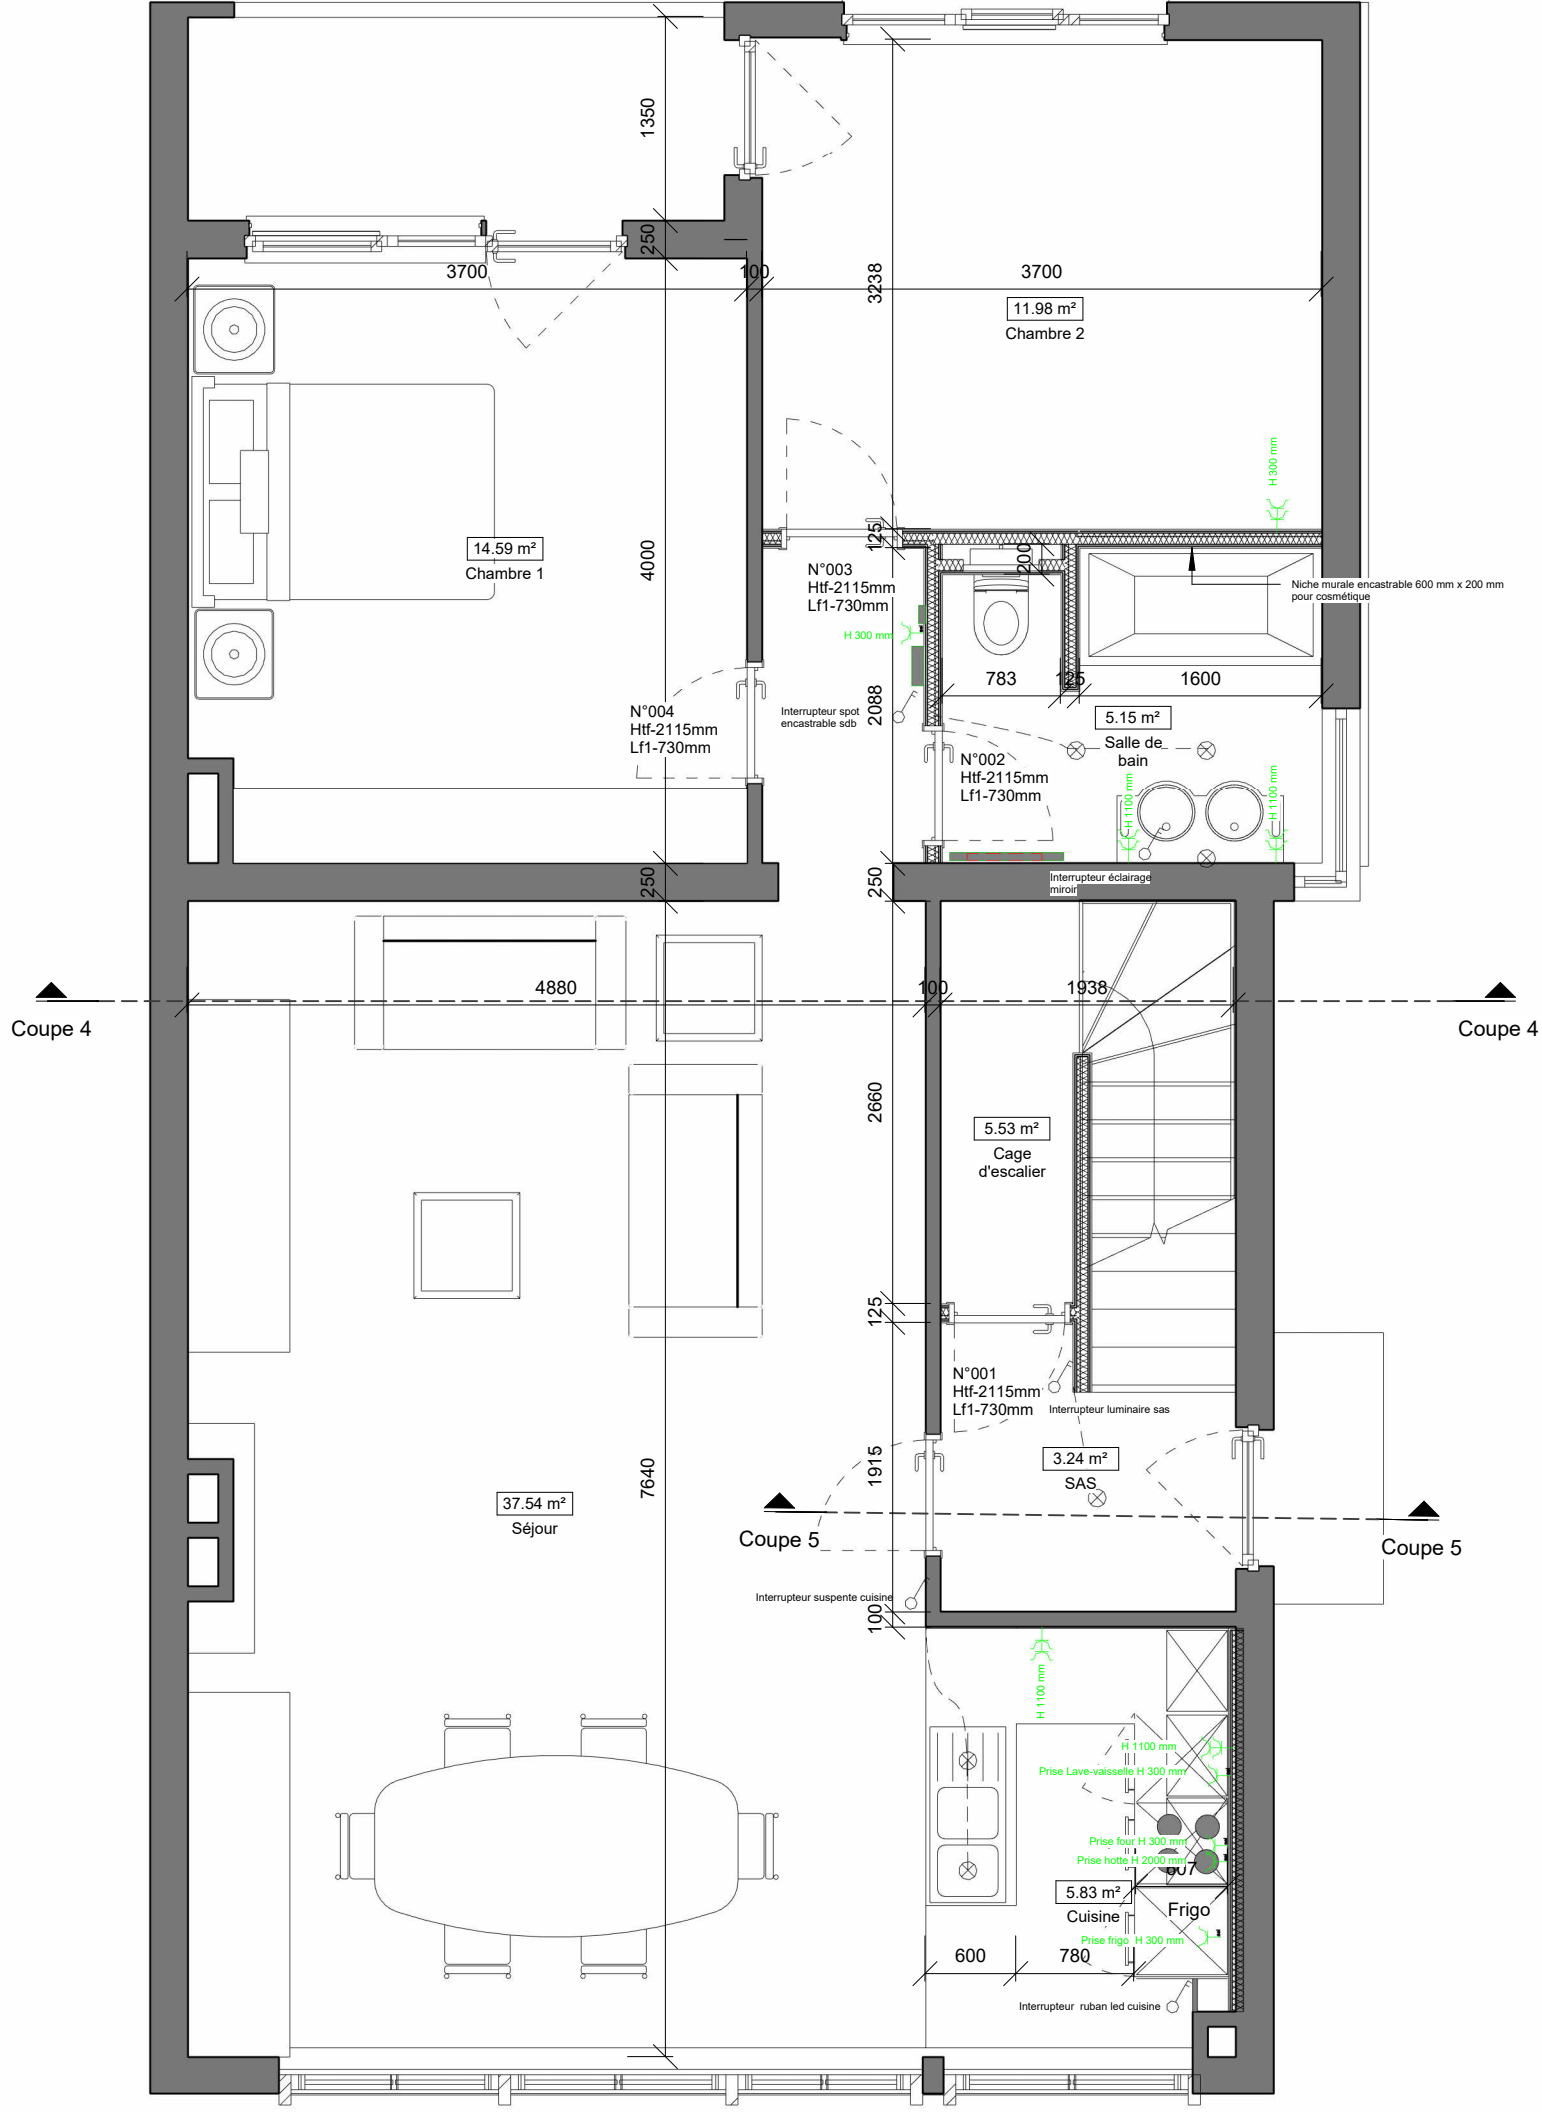 1350
250
3700
100
3238
3700
11.98 m²
Chambre 2
H 300 mm
4000
14.59 m²
Chambre 1
125
200
N°003
Htf-2115mm
Lf1-730mm
Niche murale encastrable 600 mm x 200 mm
pour cosmétique
H 300 mm
783
125
1600
2088
N°004
Htf-2115mm
Lf1-730mm
Interrupteur spot
encastrable sdb
5.15 m²
Salle de
bain
N°002
Htf-2115mm
Lf1-730mm
H 1100 mm
H 1100 mm
250
250
Interrupteur éclairage
miroir
4880
100
1938
Coupe 4
Coupe 4
2660
5.53 m²
Cage
d'escalier
125
N°001
Htf-2115mm
Lf1-730mm
Interrupteur luminaire sas
1915
3.24 m²
SAS
7640
37.54 m²
Séjour
Coupe 5
Coupe 5
Interrupteur suspente cuisine
100
H 1100 mm
H 1100 mm
Prise Lave-vaisselle H 300 mm
Prise four H 300 mm
Prise hotte H 2000 mm
607
5.83 m²
Cuisine
Frigo
Prise frigo H 300 mm
600
780
Interrupteur ruban led cuisine